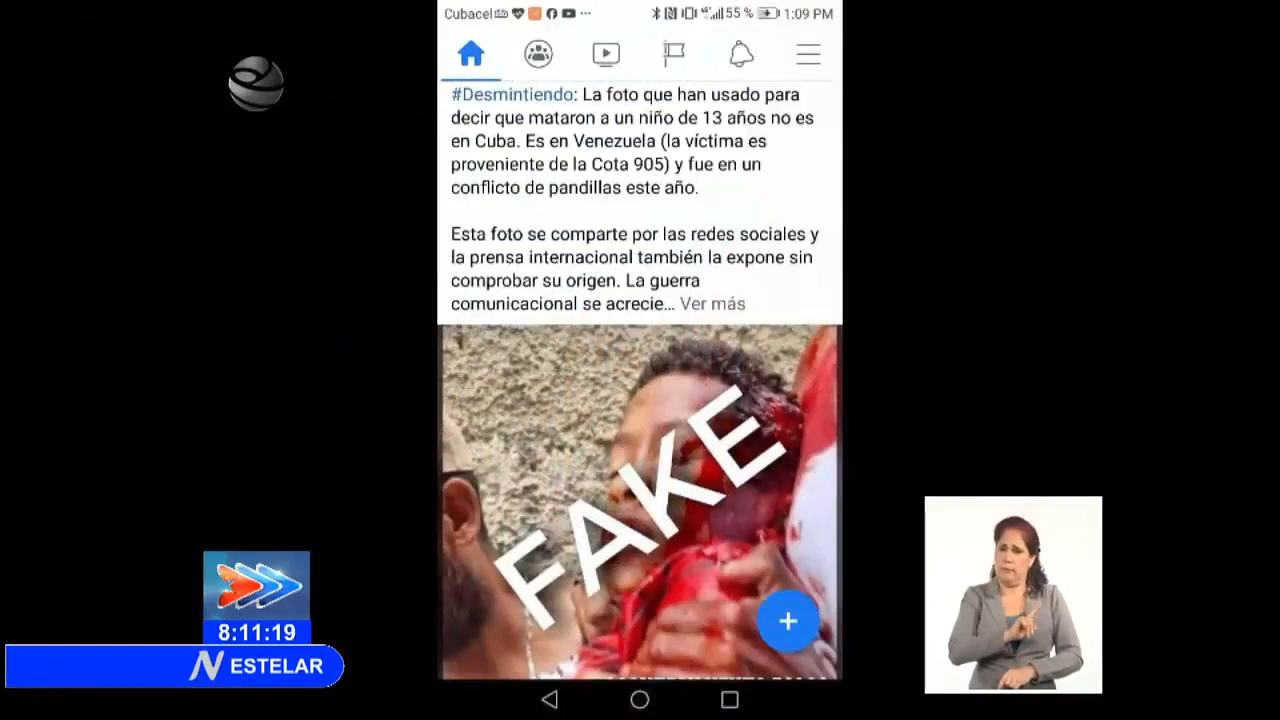 Cubacel
55 %
1:09 PM
#Desmintiendo: La foto que han usado para
decir que mataron a un niño de 13 años no es
en Cuba. Es en Venezuela (la víctima es
proveniente de la Cota 905) y fue en un
conflicto de pandillas este año.
Esta foto se comparte por las redes sociales y
la prensa internacional también la expone sin
comprobar su origen. La guerra
comunicacional se acrecie... Ver más
FAKE
8:11:19
N ESTELAR